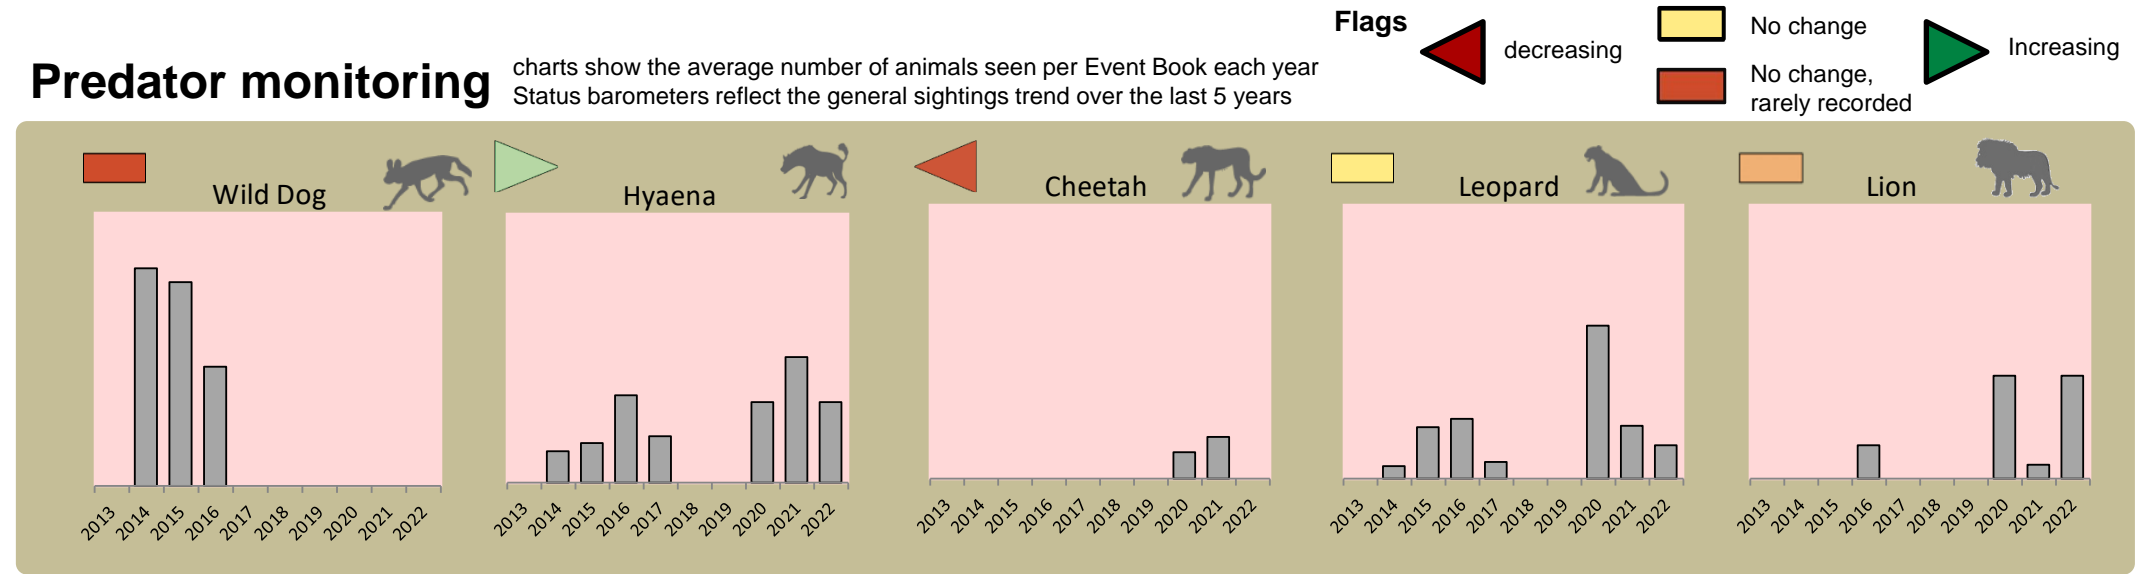 Flags
decreasing
No change
No change,
rarely recorded
Increasing
Predator monitoring
charts show the average number of animals seen per Event Book each year
Status barometers reflect the general sightings trend over the last 5 years
Wild Dog
2013 2014 2015 2016 2017 2018 2019 2020 2021 2022
Hyaena
2013 2014 2015 2016 2017 2018 2019 2020 2021 2022
Cheetah
2013 2014 2015 2016 2017 2018 2019 2020 2021 2022
Leopard
2013 2014 2015 2016 2017 2018 2019 2020 2021 2022
Lion
2013 2014 2015 2016 2017 2018 2019 2020 2021 2022